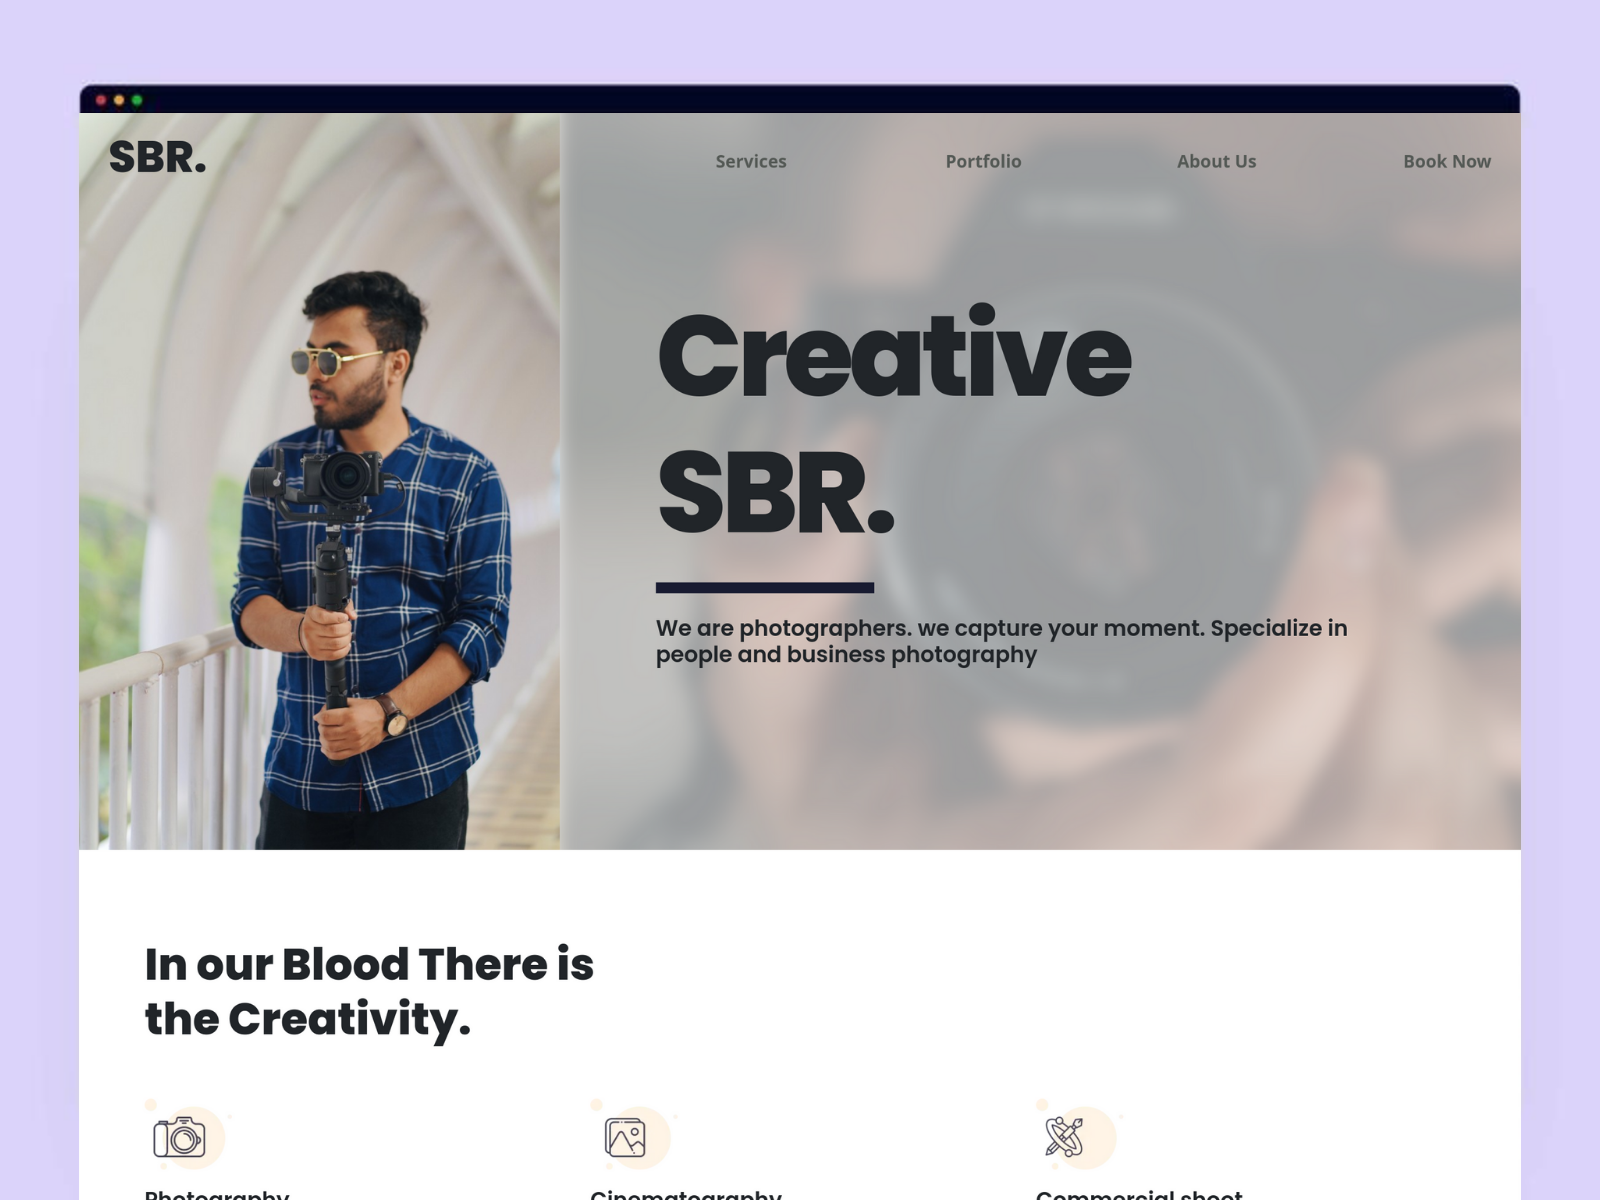 SBR.
Services
Portfolio
About Us
Book Now
Creative
SBR.
We are photographers. we capture your moment. Specialize in
people and business photography
In our Blood There is
the Creativity.
Photography
Cinematography
Commercial shoot